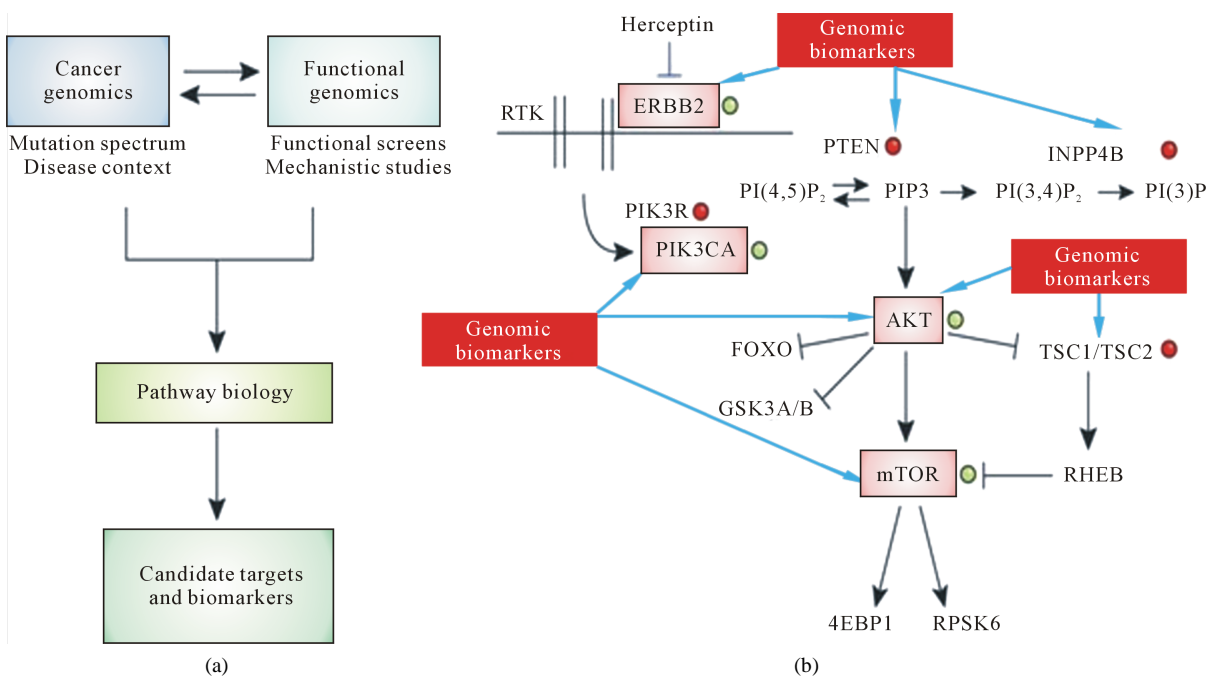 Cancer
genomics
Functional
genomics
Mutation spectrum
Disease context
Functional screens
Mechanistic studies
Pathway biology
Candidate targets
and biomarkers
(a)
Herceptin
Genomic
biomarkers
RTK
ERBB2
PTEN
INPP4B
PI(4,5)P₂
PIP3
PI(3,4)P₂
PI(3)P
PIK3R
PIK3CA
Genomic
biomarkers
Genomic
biomarkers
AKT
FOXO
TSC1/TSC2
GSK3A/B
mTOR
RHEB
4EBP1
RPSK6
(b)